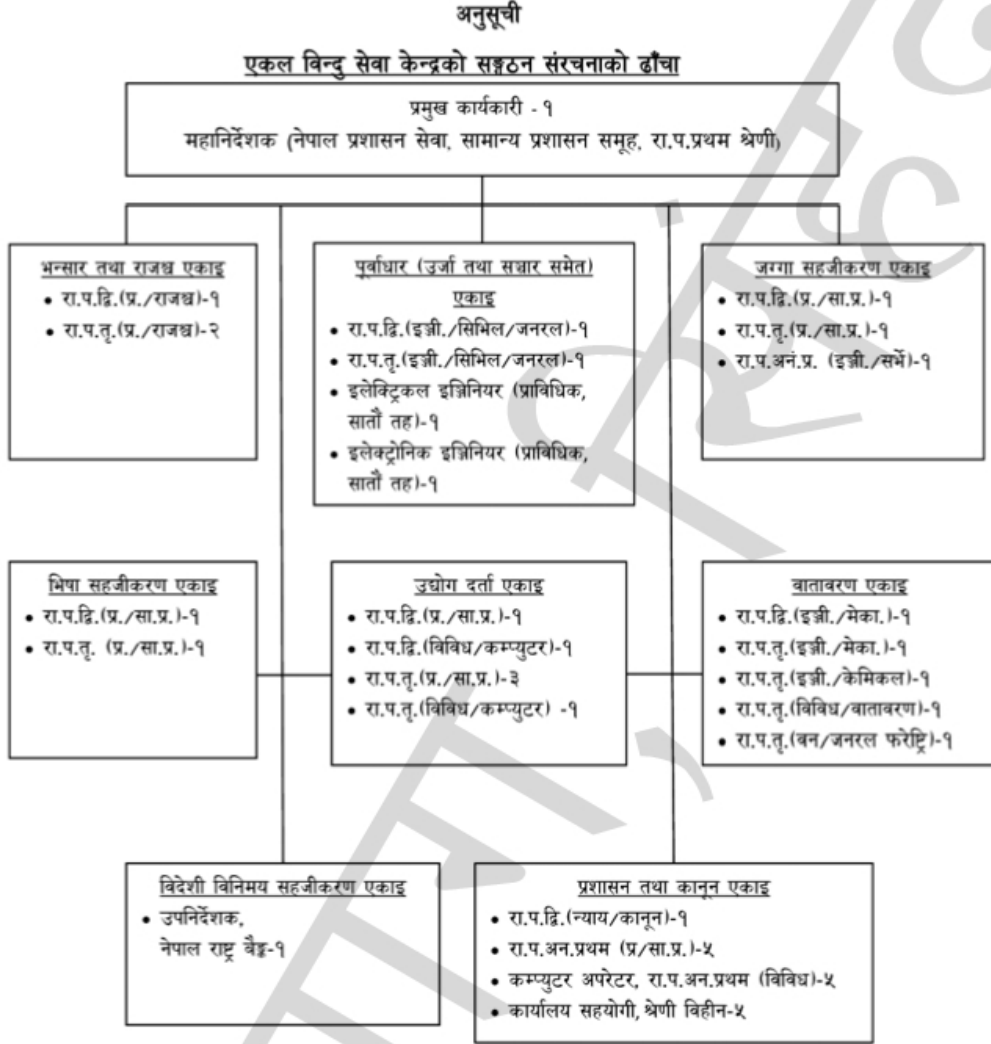 अनुसूची
एकल विन्दु सेवा केन्द्रको सङ्गठन संरचनाको ढाँचा
प्रमुख कार्यकारी - १
महानिर्देशक (नेपाल प्रशासन सेवा, सामान्य प्रशासन समूह, रा.प.प्रथम श्रेणी)
भन्सार तथा राजश्व एकाइ
• रा.प.द्वि.(प्र./राजश्व)-१
• रा.प.तृ.(प्र./राजश्व)-२
पूर्वाधार (उर्जा तथा सञ्चार समेत)
एकाइ
• रा.प.द्वि.(इञ्जी./सिभिल/जनरल)-१
• रा.प.तृ.(इञ्जी./सिभिल/जनरल)-१
• इलेक्ट्रिकल इञ्जिनियर (प्राविधिक,
सातौं तह)-१
• इलेक्ट्रोनिक इञ्जिनियर (प्राविधिक,
सातौं तह)-१
जग्गा सहजीकरण एकाइ
• रा.प.द्वि.(प्र./सा.प्र.)-१
• रा.प.तृ.(प्र./सा.प्र.)-१
• रा.प.अनं.प्र. (इञ्जी./सर्भे)-१
भिषा सहजीकरण एकाइ
• रा.प.द्वि.(प्र./सा.प्र.)-१
• रा.प.तृ. (प्र./सा.प्र.)-१
उद्योग दर्ता एकाइ
• रा.प.द्वि.(प्र./सा.प्र.)-१
• रा.प.द्वि.(विविध/कम्प्युटर)-१
• रा.प.तृ.(प्र./सा.प्र.)-३
• रा.प.तृ.(विविध/कम्प्युटर) -१
वातावरण एकाइ
• रा.प.द्वि.(इञ्जी./मेका.)-१
• रा.प.तृ.(इञ्जी./मेका.)-१
• रा.प.तृ.(इञ्जी./केमिकल)-१
• रा.प.तृ.(विविध/वातावरण)-१
• रा.प.तृ.(वन/जनरल फरेष्ट्रि)-१
विदेशी विनिमय सहजीकरण एकाइ
• उपनिर्देशक,
नेपाल राष्ट्र बैङ्क-१
प्रशासन तथा कानून एकाइ
• रा.प.द्वि.(न्याय/कानून)-१
• रा.प.अन.प्रथम (प्र/सा.प्र.)-५
• कम्प्युटर अपरेटर, रा.प.अन.प्रथम (विविध)-५
• कार्यालय सहयोगी, श्रेणी विहीन-५